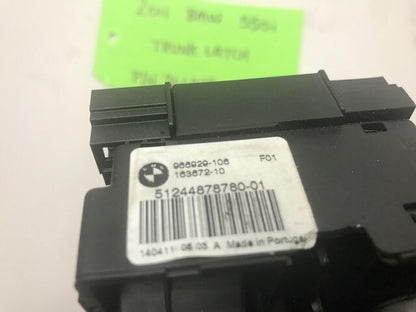 2011 BMW 550i
TRUNK LATCH
P/N
966929-106 F01
163672-10
51244878780-01
140411 06:03 A Made in Portugal